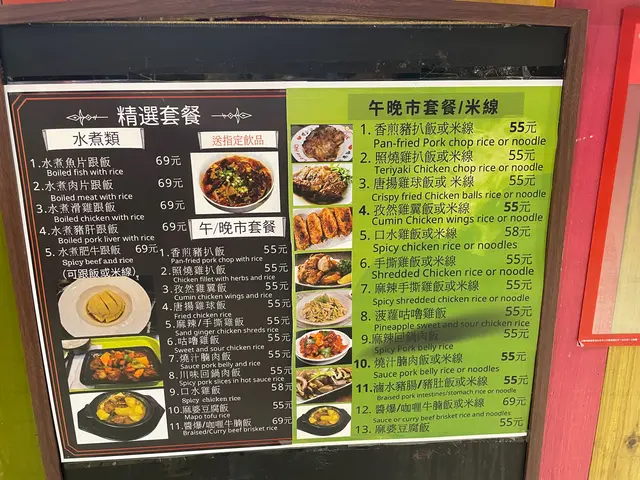 精選套餐
水煮類
送指定飲品
1.水煮魚片跟飯 69元
Boiled fish with rice
2.水煮肉片跟飯 69元
Boiled meat with rice
3.水煮滑雞跟飯 69元
Boiled chicken with rice
4.水煮豬肝跟飯 69元
Boiled pork liver with rice
5.水煮肥牛跟飯 69元
Spicy beef and rice
(可跟飯或米線)
午/晚市套餐
1.香煎豬扒飯 55元
Pan-fried pork chop with rice
2.照燒雞扒飯 55元
Chicken fillet with herbs and rice
3.孜然雞翼飯 55元
Cumin chicken wings and rice
4.唐揚雞球飯 55元
Fried chicken rice
5.麻辣/手撕雞飯 55元
Sand ginger chicken shreds rice
6.咕嚕雞飯 55元
Sweet and sour chicken rice
7.燒汁腩肉飯 55元
Sauce pork belly and rice
8.川味回鍋肉飯 55元
Spicy pork slices in hot sauce rice
9.口水雞飯 58元
Spicy chicken rice
10.麻婆豆腐飯 55元
Mapo tofu rice
11.醬爆/咖喱牛腩飯 69元
Braised/Curry beef brisket rice
午晚市套餐/米線
1.香煎豬扒飯或米線 55元
Pan-fried Pork chop rice or noodle
2.照燒雞扒飯或米線 55元
Teriyaki Chicken chop rice or noodle
3.唐揚雞球飯或 米線 55元
Crispy fried Chicken balls rice or noodle
4.孜然雞翼飯或米線 55元
Cumin Chicken wings rice or noodle
5.口水雞飯或米線 58元
Spicy chicken rice or noodles
6.手撕雞飯或米線 55元
Shredded Chicken rice or noodle
7.麻辣手撕雞飯或米線 55元
Spicy shredded chicken rice or noodle
8.菠蘿咕嚕雞飯 55元
Pineapple sweet and sour chicken rice
9.麻辣回鍋肉飯 55元
Spicy Pork belly rice
10.燒汁腩肉飯或米線 55元
Sauce pork belly rice or noodles
11.滷水豬腸/豬肚飯或米線 55元
Braised pork intestines/stomach rice or noodle
12.醬爆/咖喱牛腩飯或米線 69元
Sauce or curry beef brisket rice and noodles
13.麻婆豆腐飯 55元